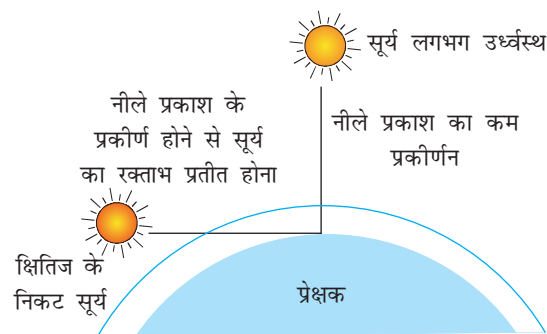 सूर्य लगभग उर्ध्वस्थ
नीले प्रकाश के
प्रकीर्ण होने से सूर्य
का रक्ताभ प्रतीत होना
नीले प्रकाश का कम
प्रकीर्णन
क्षितिज के
निकट सूर्य
प्रेक्षक